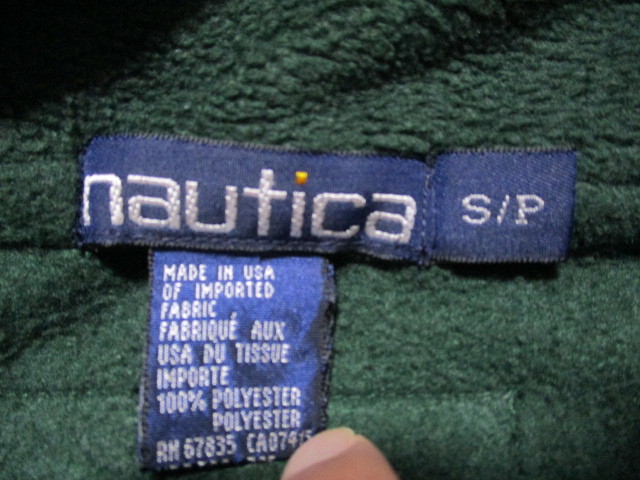 nautica
S/P
MADE IN USA
OF IMPORTED
FABRIC
FABRIQUÉ AUX
USA DU TISSUE
IMPORTE
100% POLYESTER
POLYESTER
RN 67835